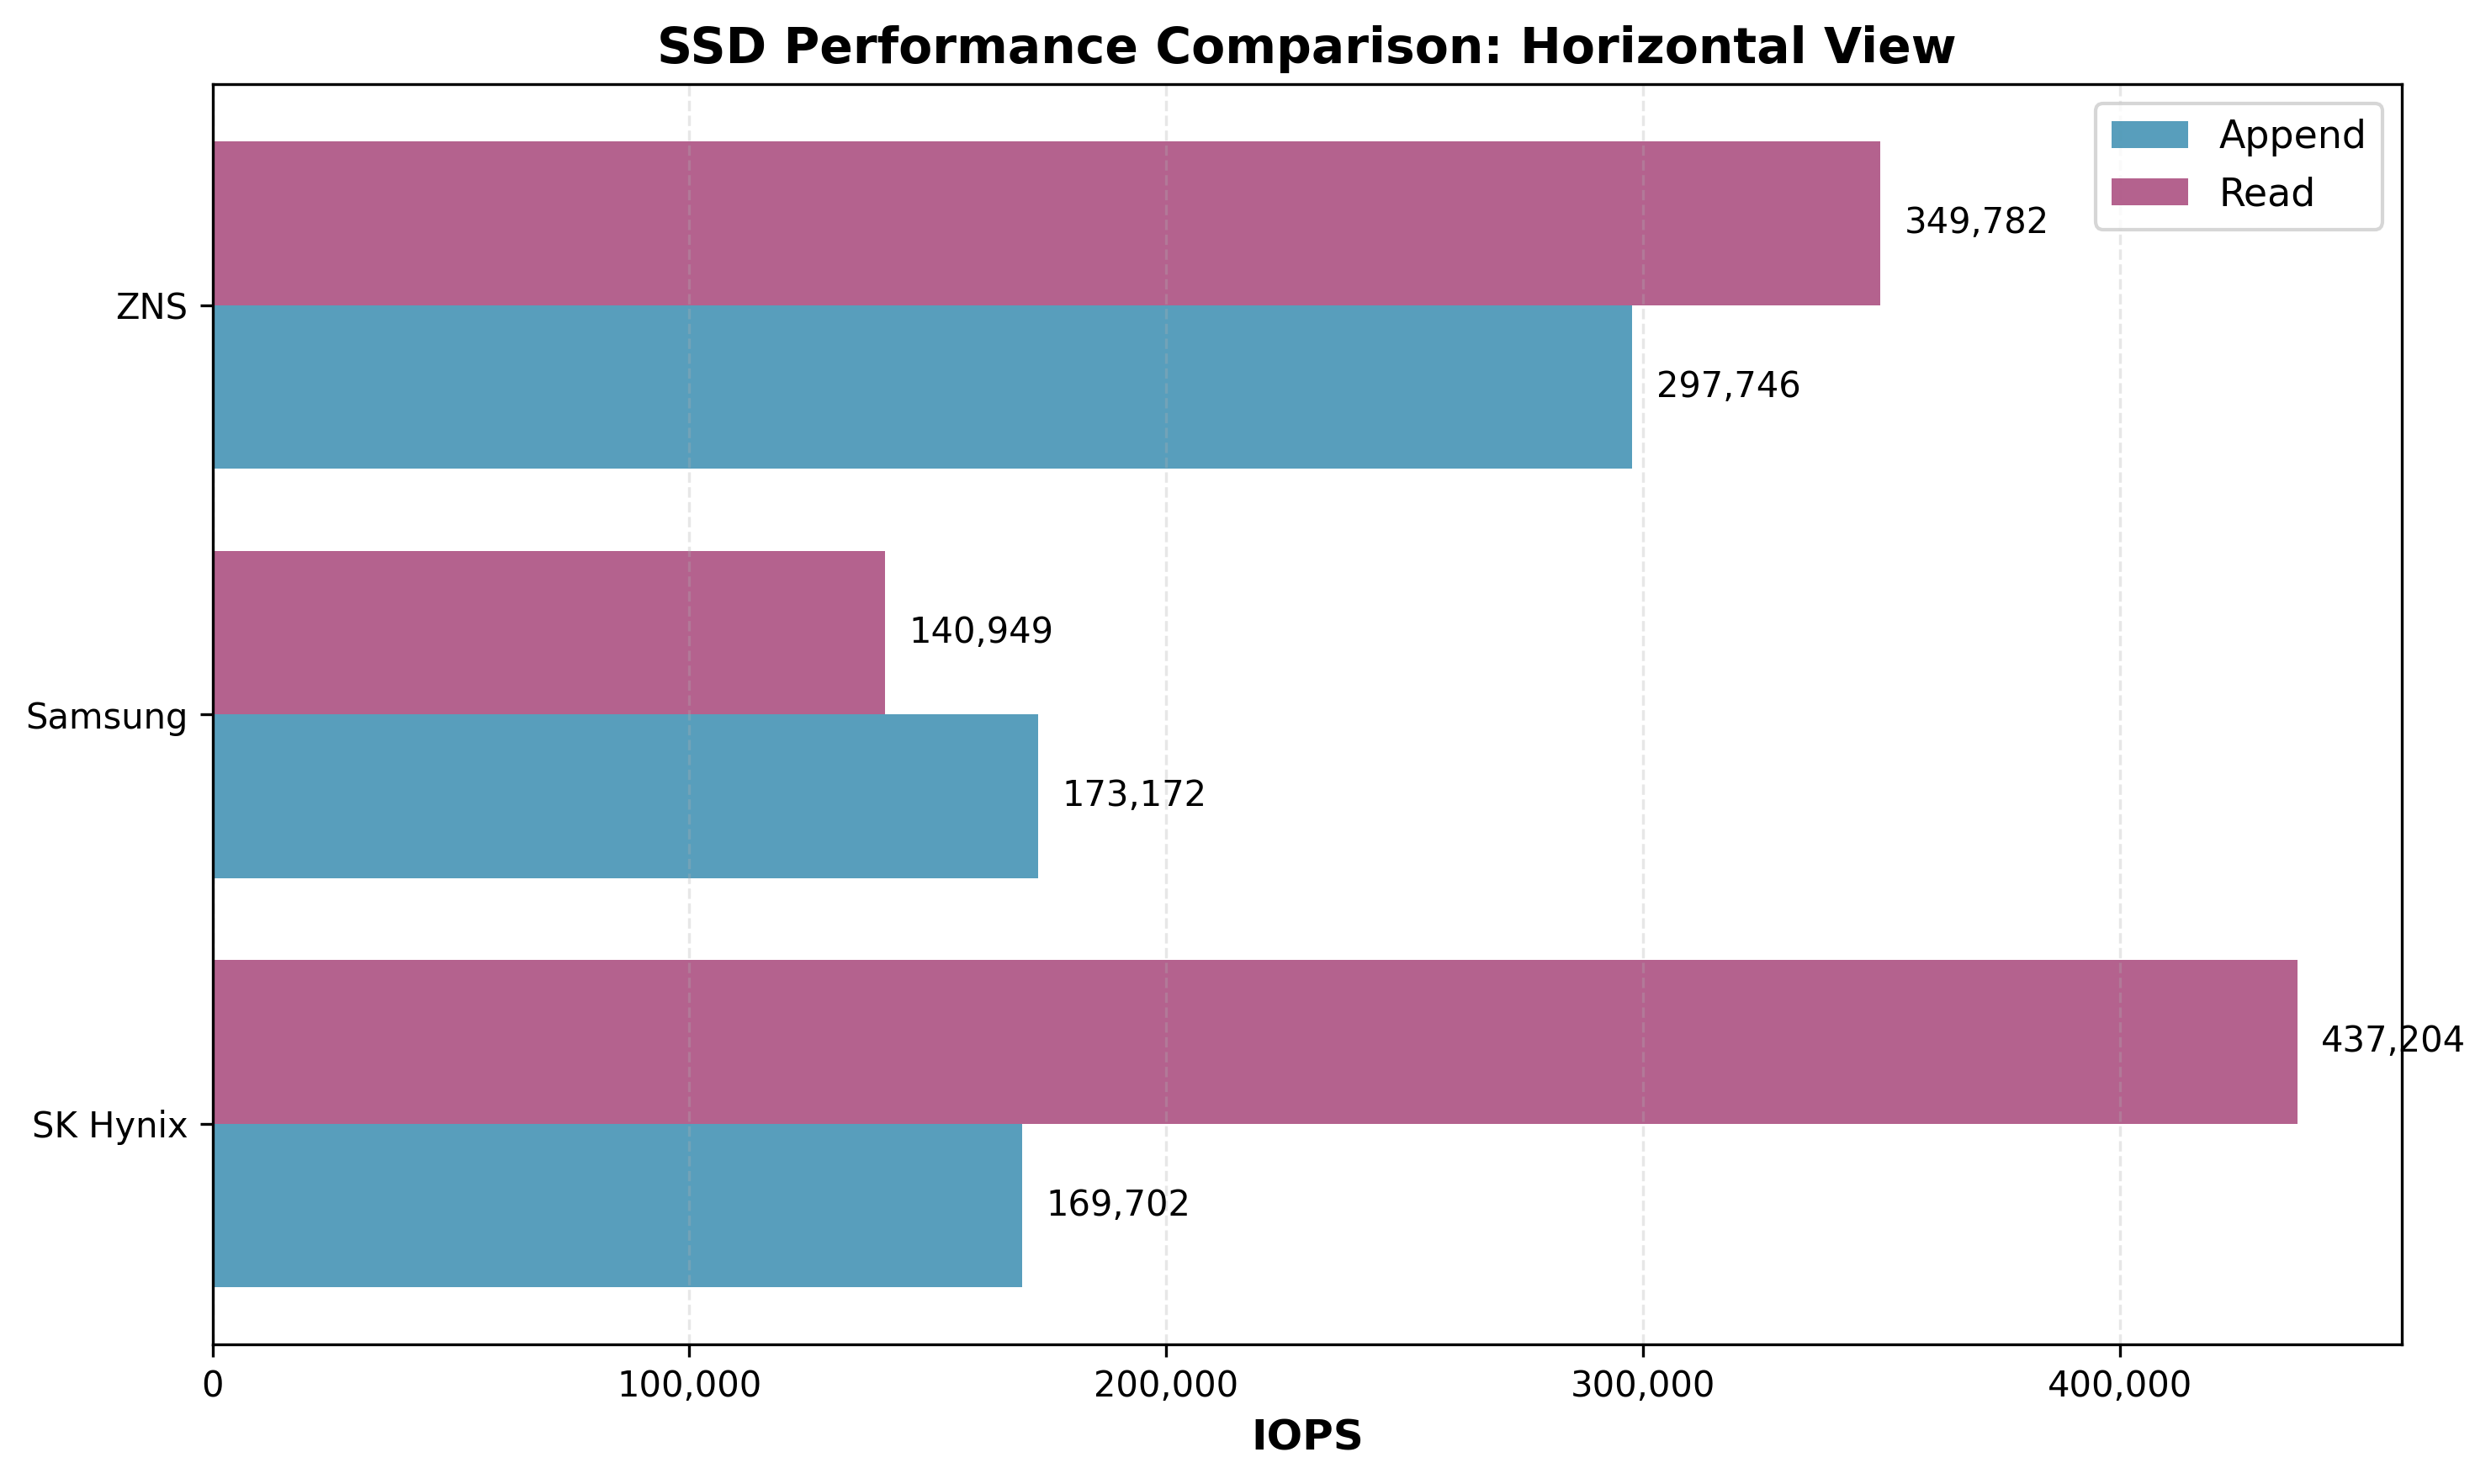 SSD Performance Comparison: Horizontal View
Append
Read
349,782
ZNS
297,746
140,949
Samsung
173,172
437,204
SK Hynix
169,702
0 100,000 200,000 300,000 400,000
IOPS